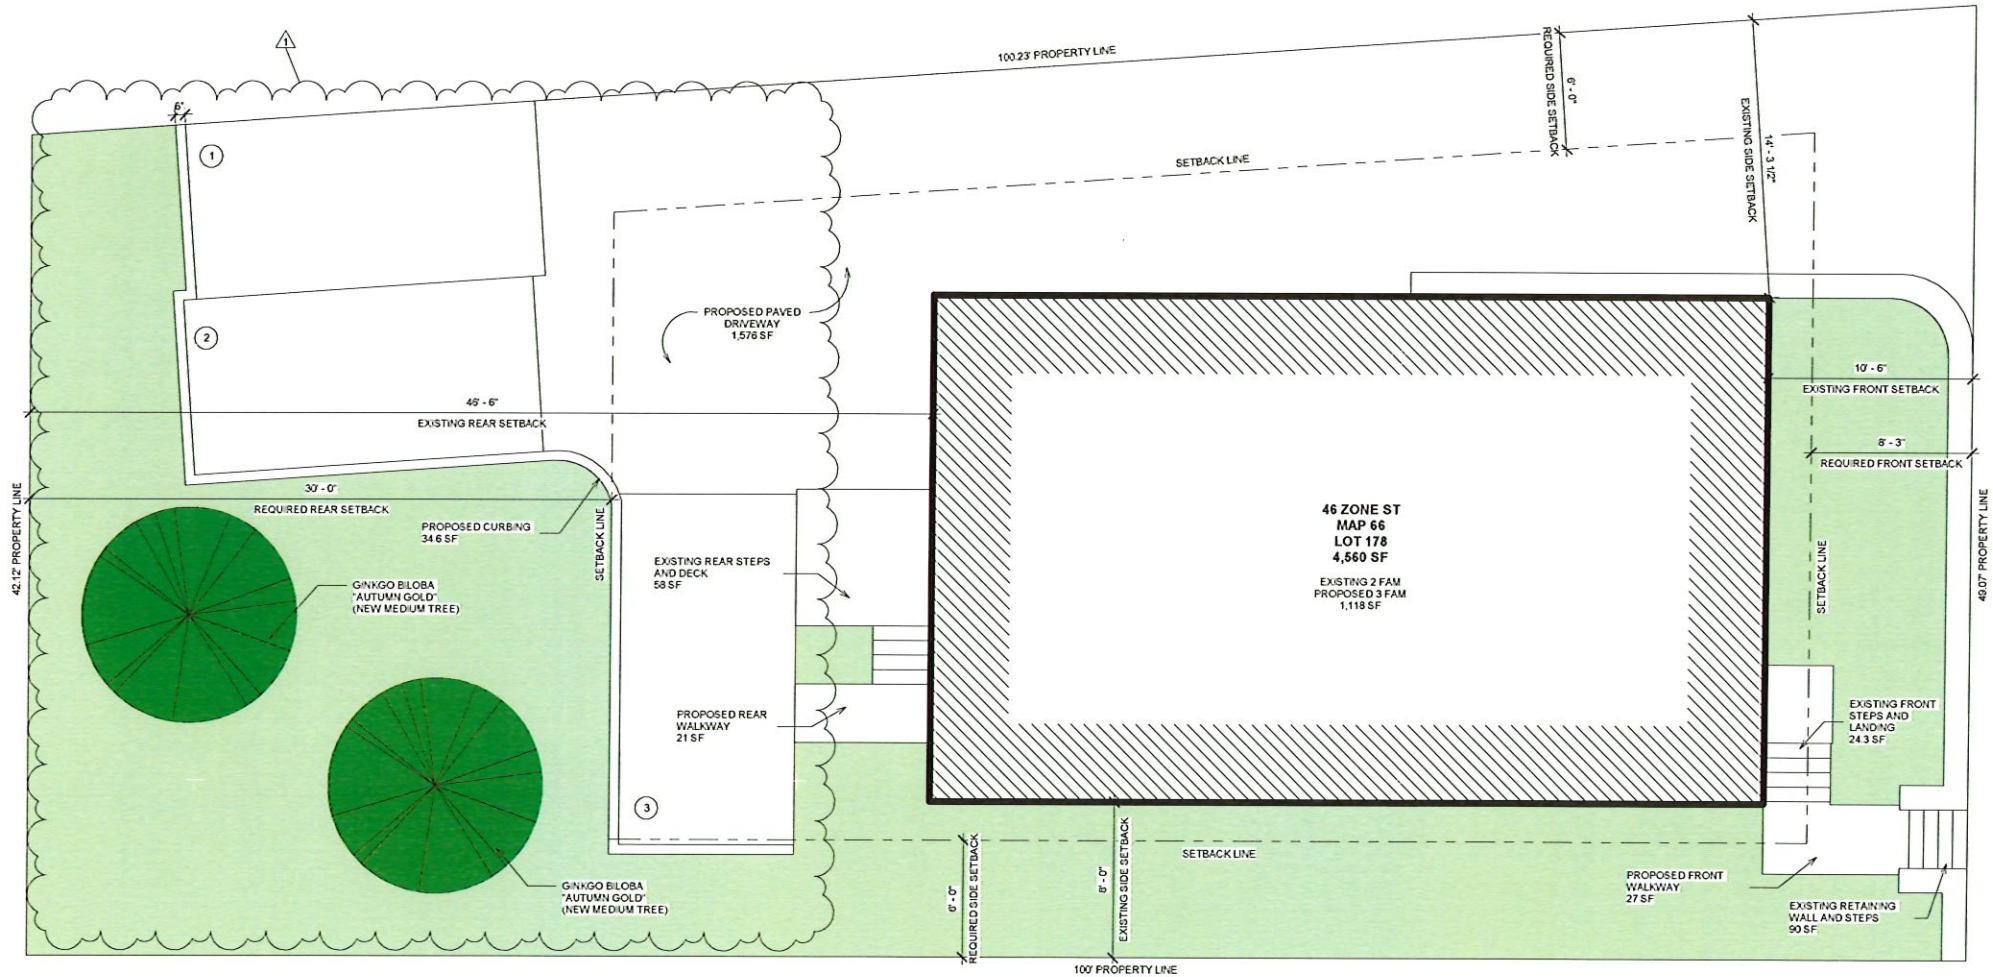 1
100.23' PROPERTY LINE
REQUIRED SIDE SETBACK
6' - 0"
EXISTING SIDE SETBACK
14' - 3 1/2"
6"
1
SETBACK LINE
PROPOSED PAVED
DRIVEWAY
1,576 SF
2
46' - 6"
EXISTING REAR SETBACK
10' - 6"
EXISTING FRONT SETBACK
8' - 3"
REQUIRED FRONT SETBACK
42.12' PROPERTY LINE
30' - 0"
REQUIRED REAR SETBACK
PROPOSED CURBING
34.6 SF
SETBACK LINE
46 ZONE ST
MAP 66
LOT 178
4,560 SF
EXISTING 2 FAM
PROPOSED 3 FAM
1,118 SF
SETBACK LINE
49.07' PROPERTY LINE
EXISTING REAR STEPS
AND DECK
58 SF
GINKGO BILOBA
"AUTUMN GOLD"
(NEW MEDIUM TREE)
PROPOSED REAR
WALKWAY
21 SF
EXISTING FRONT
STEPS AND
LANDING
24.3 SF
3
SETBACK LINE
6' - 0"
REQUIRED SIDE SETBACK
8' - 0"
EXISTING SIDE SETBACK
GINKGO BILOBA
"AUTUMN GOLD"
(NEW MEDIUM TREE)
PROPOSED FRONT
WALKWAY
27 SF
EXISTING RETAINING
WALL AND STEPS
90 SF
100' PROPERTY LINE